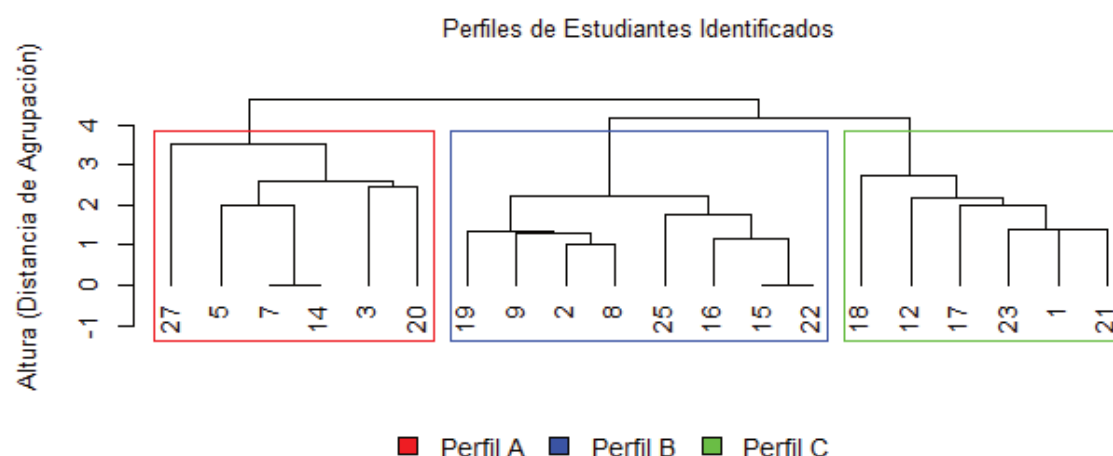 Perfiles de Estudiantes Identificados
Altura (Distancia de Agrupación)
4
3
2
1
0
-1
27 5 7 14 3 20 19 9 2 8 25 16 15 22 18 12 17 23 1 21
Perfil A Perfil B Perfil C